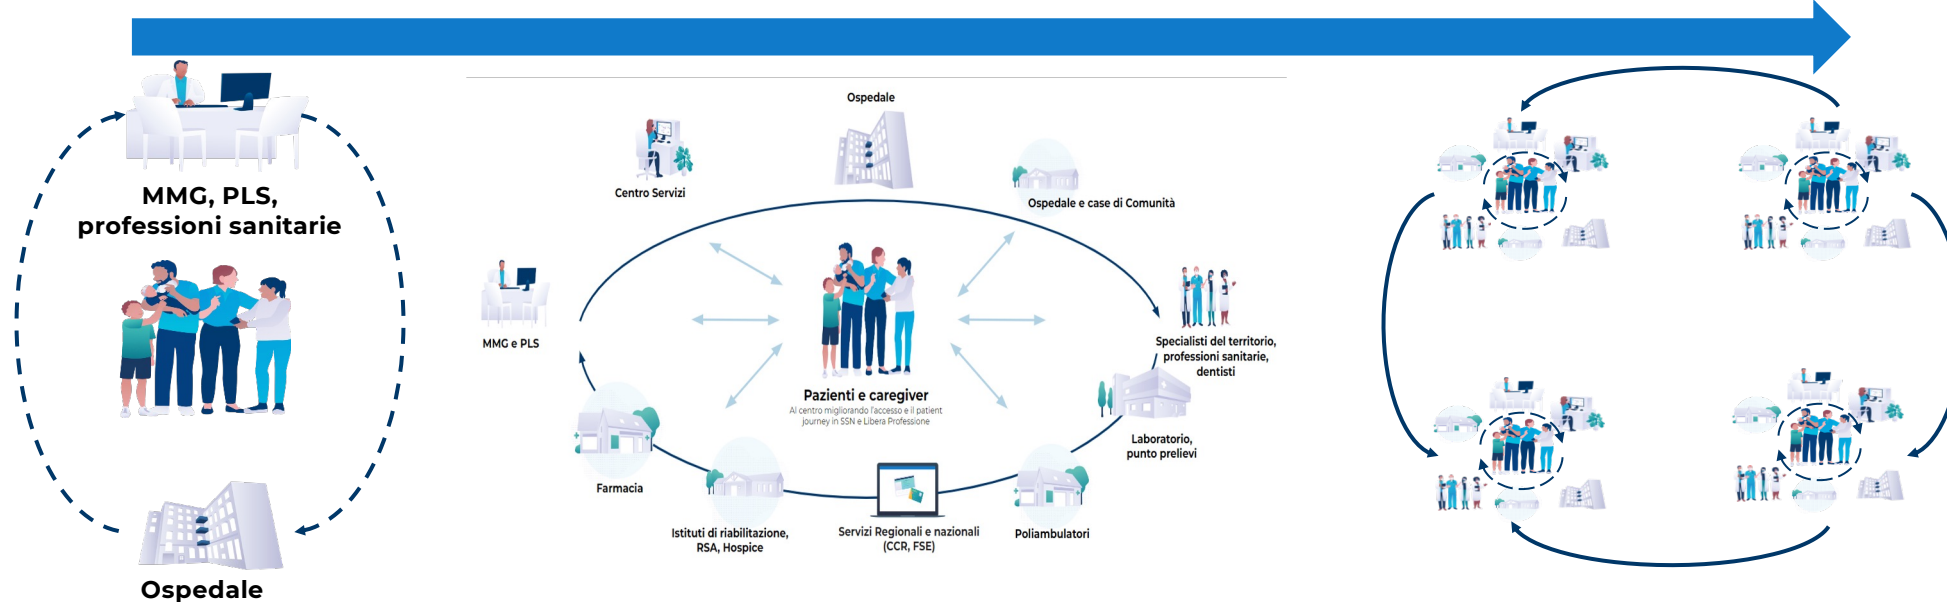 MMG, PLS,
professioni sanitarie
Ospedale
Ospedale
Centro Servizi
Ospedale e case di Comunità
MMG e PLS
Specialisti del territorio,
professioni sanitarie,
dentisti
Pazienti e caregiver
Al centro migliorando l'accesso e il patient
journey in SSN e Libera Professione
Laboratorio,
punto prelievi
Farmacia
Istituti di riabilitazione,
RSA, Hospice
Servizi Regionali e nazionali
(CCR, FSE)
Poliambulatori